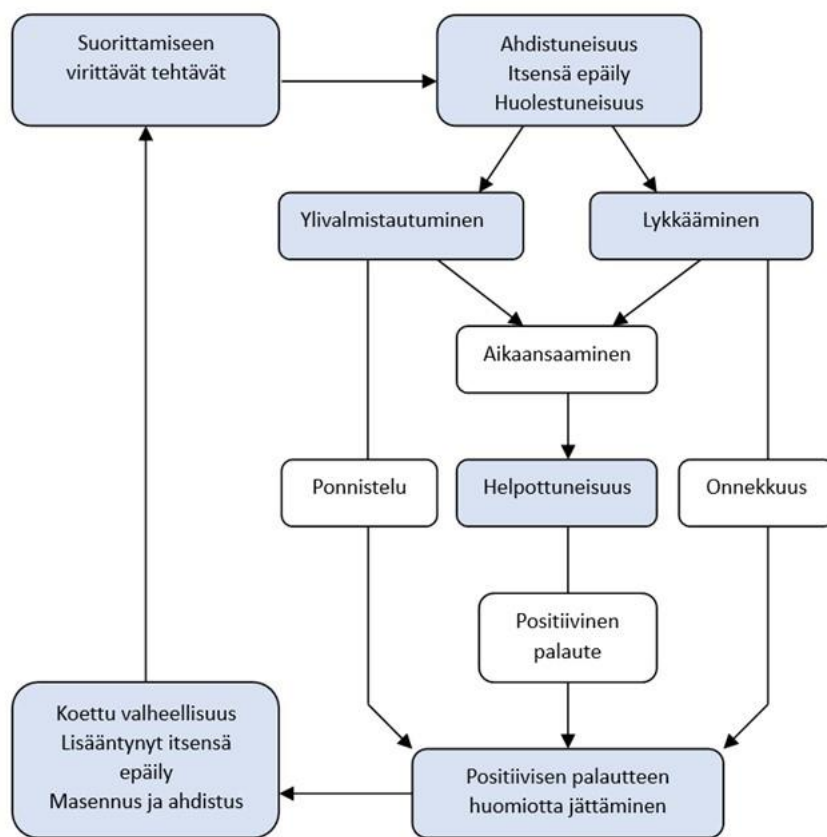 Suorittamiseen
virittävät tehtävät
Ahdistuneisuus
Itsensä epäily
Huolestuneisuus
Ylivalmistautuminen
Lykkääminen
Aikaansaaminen
Ponnistelu
Helpottuneisuus
Onnekkuus
Positiivinen
palaute
Koettu valheellisuus
Lisääntynyt itsensä
epäily
Masennus ja ahdistus
Positiivisen palautteen
huomiotta jättäminen